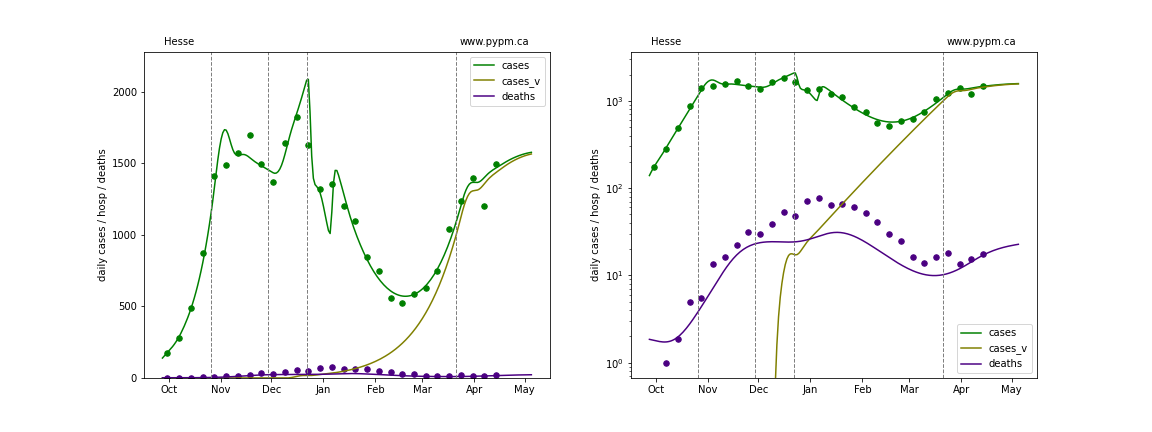 Hesse www.pypm.ca
cases
cases_v
deaths
daily cases / hosp / deaths
2000
1500
1000
500
0
Oct Nov Dec Jan Feb Mar Apr May
Hesse www.pypm.ca
daily cases / hosp / deaths
10³
10²
10¹
10⁰
cases
cases_v
deaths
Oct Nov Dec Jan Feb Mar Apr May